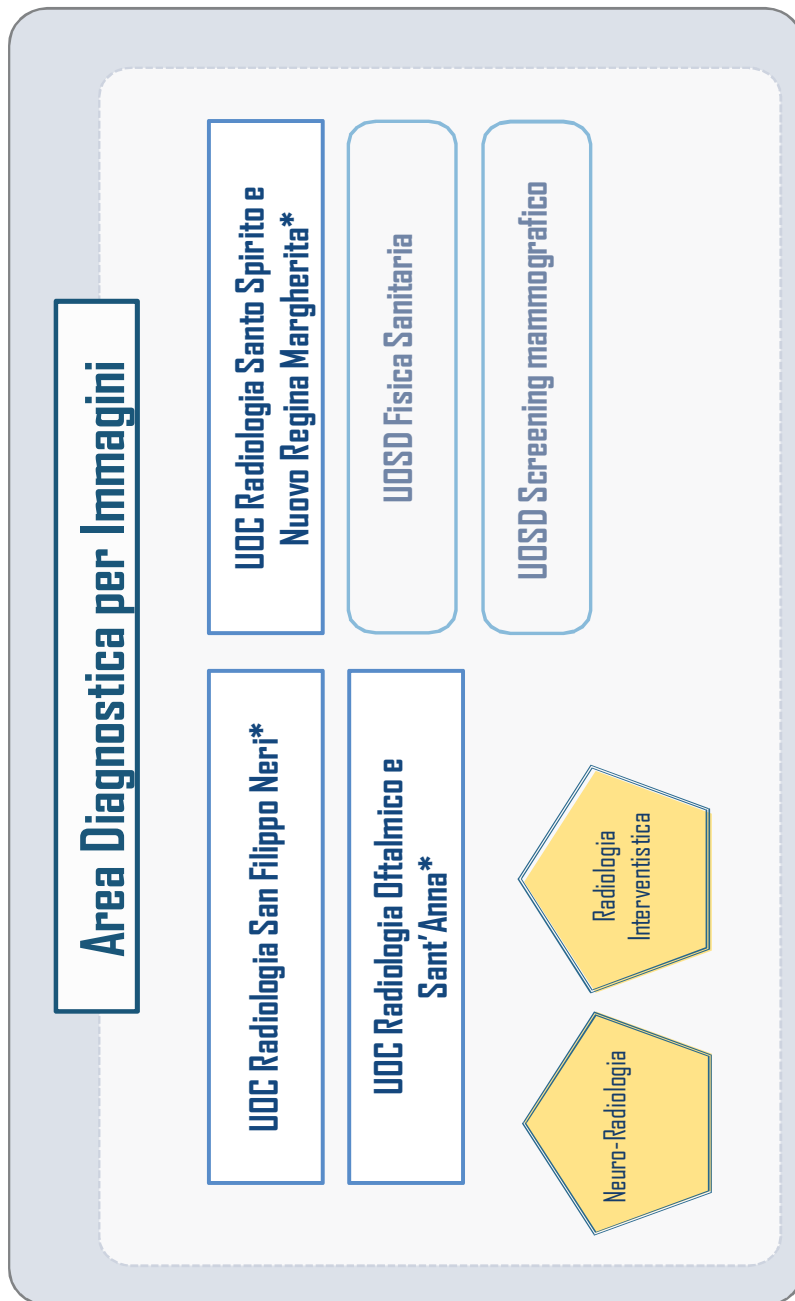 Area Diagnostica per Immagini
UOC Radiologia San Filippo Neri*
UOC Radiologia Santo Spirito e
Nuovo Regina Margherita*
UOC Radiologia Oftalmico e
Sant'Anna*
UOSD Fisica Sanitaria
UOSD Screening mammografico
Neuro-Radiologia
Radiologia
Interventistica